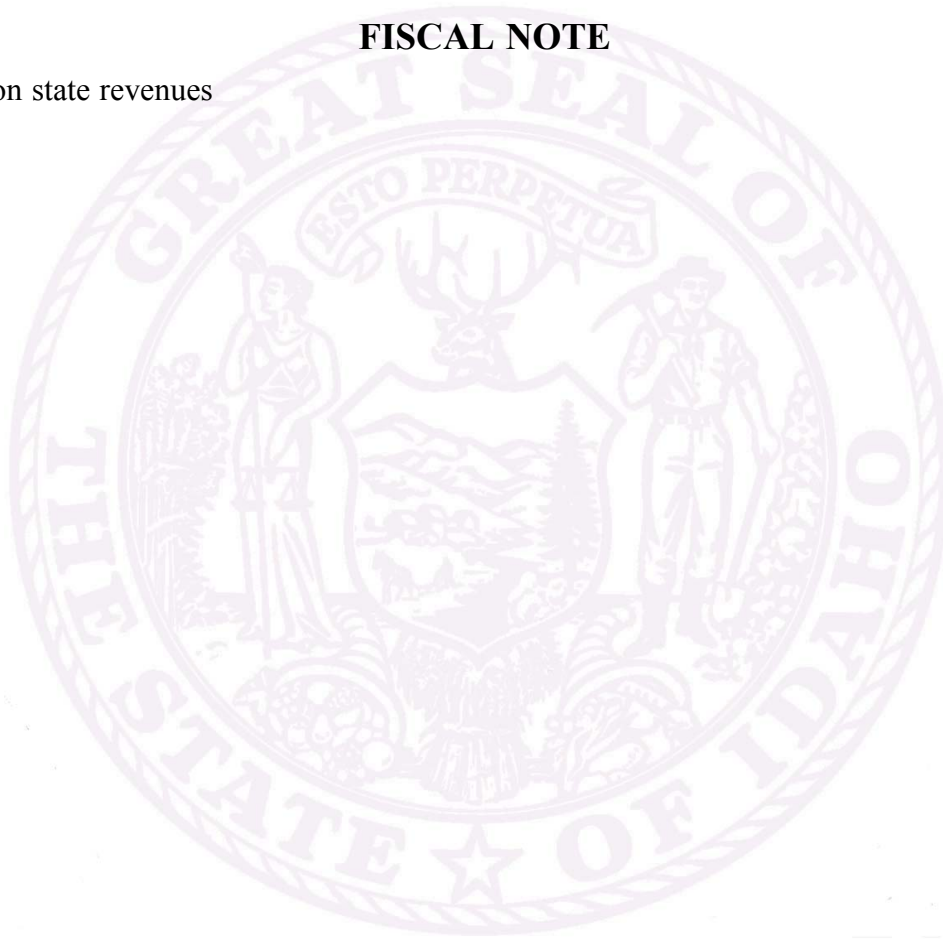 FISCAL NOTE
on state revenues
GREAT SEAL OF
ESTO PERPETUA
THE STATE OF IDAHO